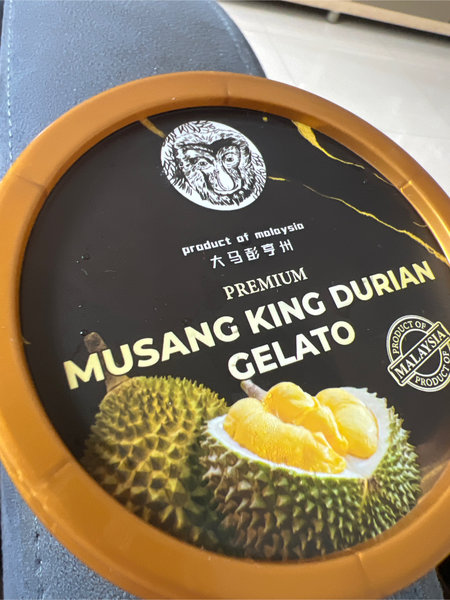 product of malaysia
大马彭亨州
PREMIUM
MUSANG KING DURIAN
GELATO
PRODUCT OF
MALAYSIA
PRODUCT OF